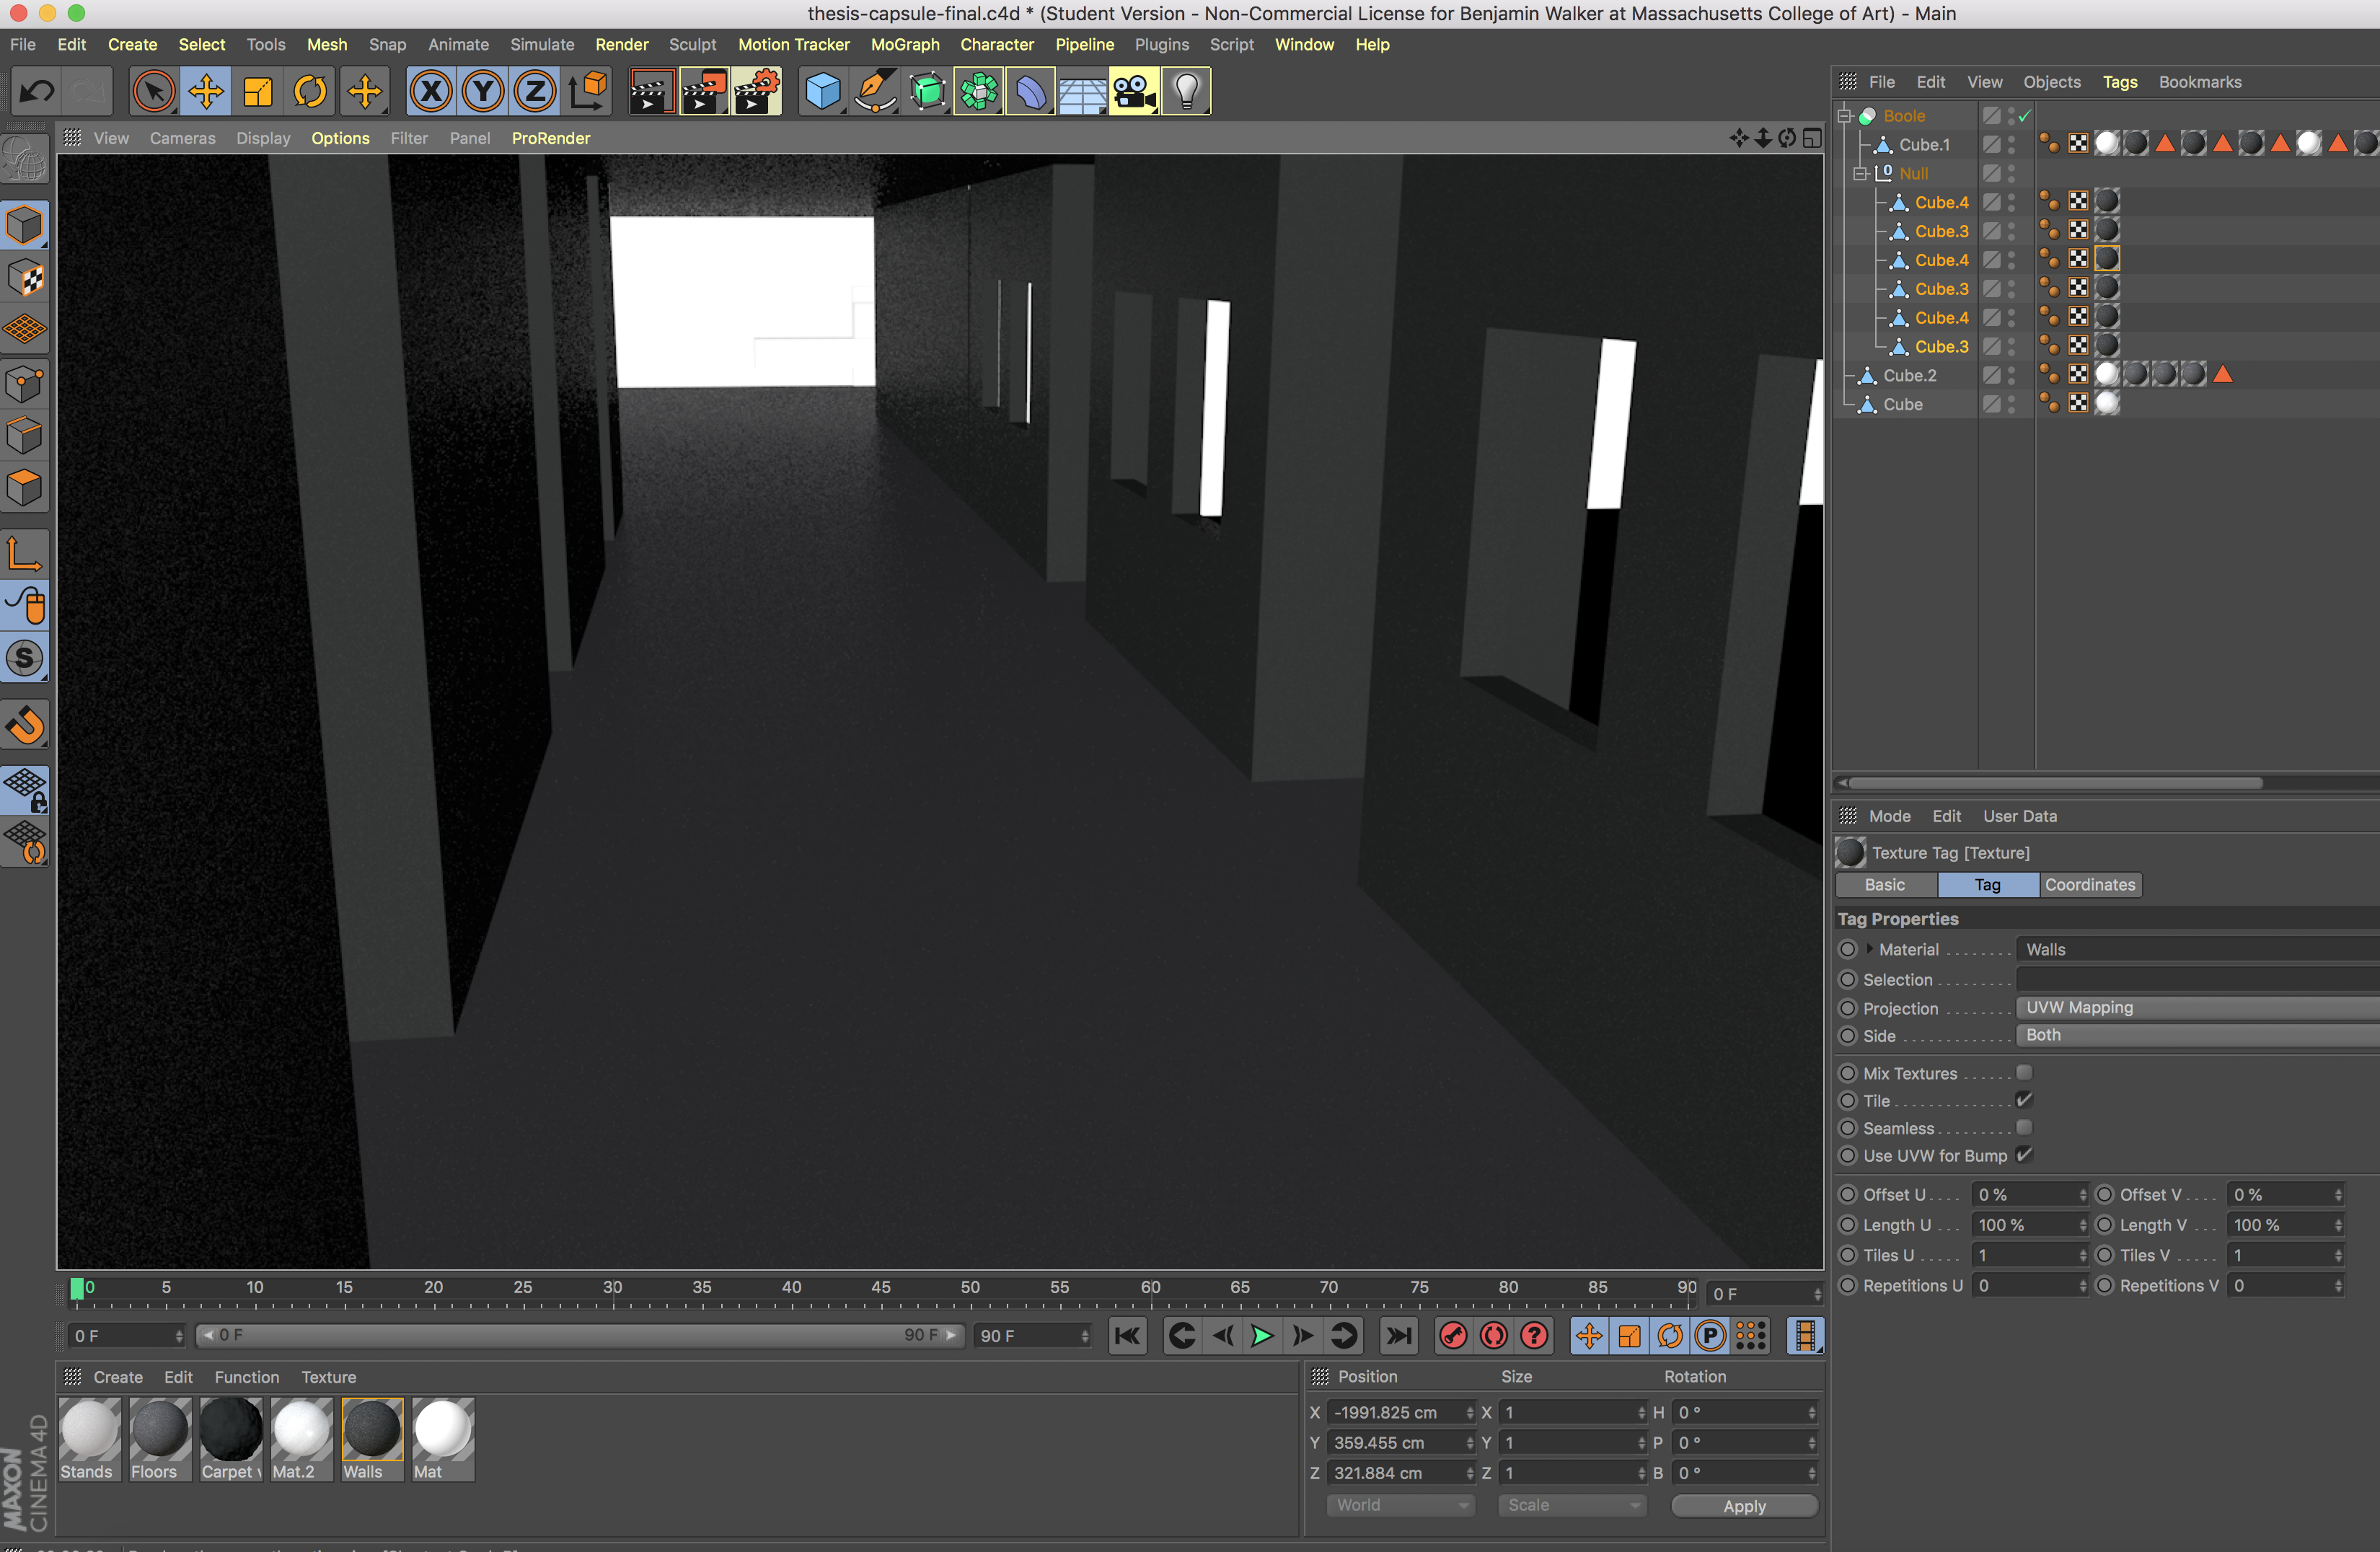 thesis-capsule-final.c4d * (Student Version - Non-Commercial License for Benjamin Walker at Massachusetts College of Art) - Main
File Edit Create Select Tools Mesh Snap Animate Simulate Render Sculpt Motion Tracker MoGraph Character Pipeline Plugins Script Window Help
X Y Z
File Edit View Objects Tags Bookmarks
View Cameras Display Options Filter Panel ProRender
Boole
Cube.1
0 Null
Cube.4
Cube.3
Cube.4
Cube.3
Cube.4
Cube.3
Cube.2
Cube
S
Mode Edit User Data
Texture Tag [Texture]
Basic Tag Coordinates
Tag Properties
Material Walls
Selection
Projection UVW Mapping
Side Both
Mix Textures
Tile
Seamless
Use UVW for Bump
Offset U 0 % Offset V 0 %
Length U 100 % Length V 100 %
Tiles U 1 Tiles V 1
Repetitions U 0 Repetitions V 0
0 5 10 15 20 25 30 35 40 45 50 55 60 65 70 75 80 85 90 0 F
0 F 0 F 90 F 90 F ? P
Create Edit Function Texture
Stands Floors Carpet Mat.2 Walls Mat
Position Size Rotation
X -1991.825 cm X 1 H 0 °
Y 359.455 cm Y 1 P 0 °
Z 321.884 cm Z 1 B 0 °
World Scale Apply
MAXON
CINEMA 4D